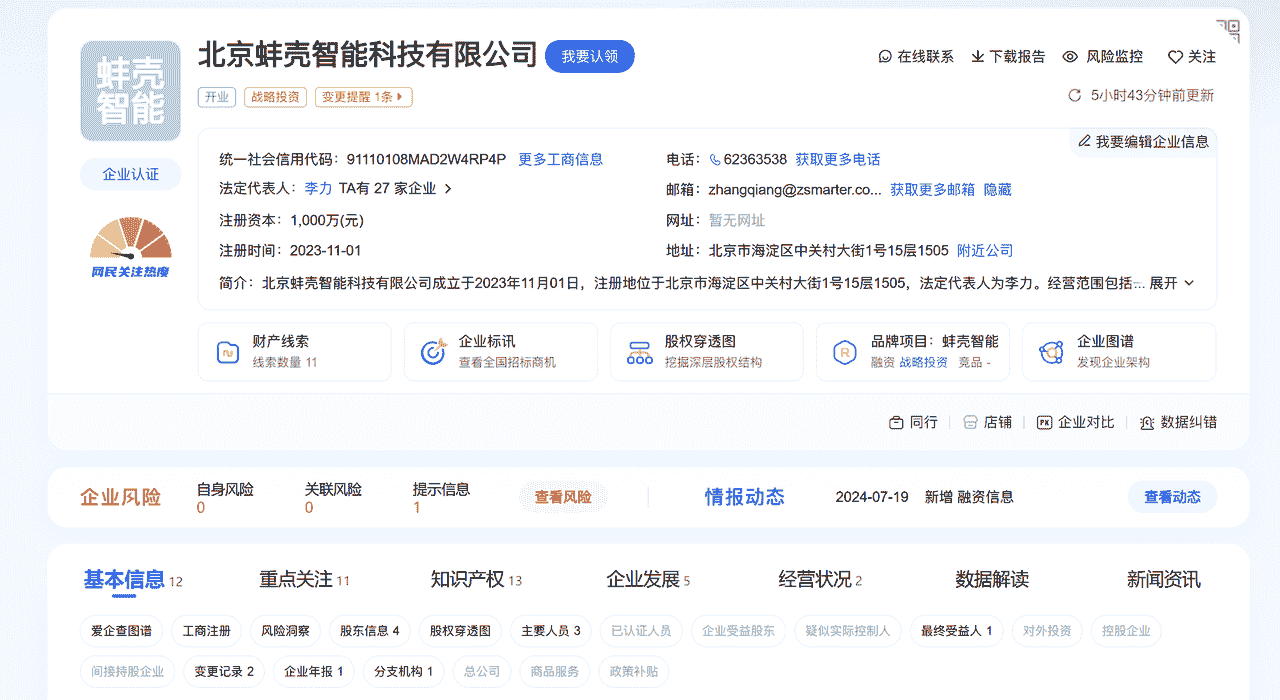 蚌壳
智能
北京蚌壳智能科技有限公司 我要认领
在线联系 下载报告 风险监控 关注
开业 战略投资 变更提醒 1条
5小时43分钟前更新
我要编辑企业信息
企业认证
网民关注热度
统一社会信用代码：91110108MAD2W4RP4P 更多工商信息
电话：62363538 获取更多电话
法定代表人：李力 TA有 27 家企业
邮箱：zhangqiang@zsmarter.co... 获取更多邮箱 隐藏
注册资本：1,000万(元)
网址：暂无网址
注册时间：2023-11-01
地址：北京市海淀区中关村大街1号15层1505 附近公司
简介：北京蚌壳智能科技有限公司成立于2023年11月01日，注册地位于北京市海淀区中关村大街1号15层1505，法定代表人为李力。经营范围包括... 展开
财产线索
线索数量 11
企业标讯
查看全国招标商机
股权穿透图
挖掘深层股权结构
R
品牌项目：蚌壳智能
融资 战略投资 竞品 -
企业图谱
发现企业架构
同行 店铺 PK 企业对比 数据纠错
企业风险
自身风险
0
关联风险
0
提示信息
1
查看风险
情报动态 2024-07-19 新增 融资信息 查看动态
基本信息 12 重点关注 11 知识产权 13 企业发展 5 经营状况 2 数据解读 新闻资讯
爱企查图谱 工商注册 风险洞察 股东信息 4 股权穿透图 主要人员 3 已认证人员 企业受益股东 疑似实际控制人 最终受益人 1 对外投资 控股企业
间接持股企业 变更记录 2 企业年报 1 分支机构 1 总公司 商品服务 政策补贴